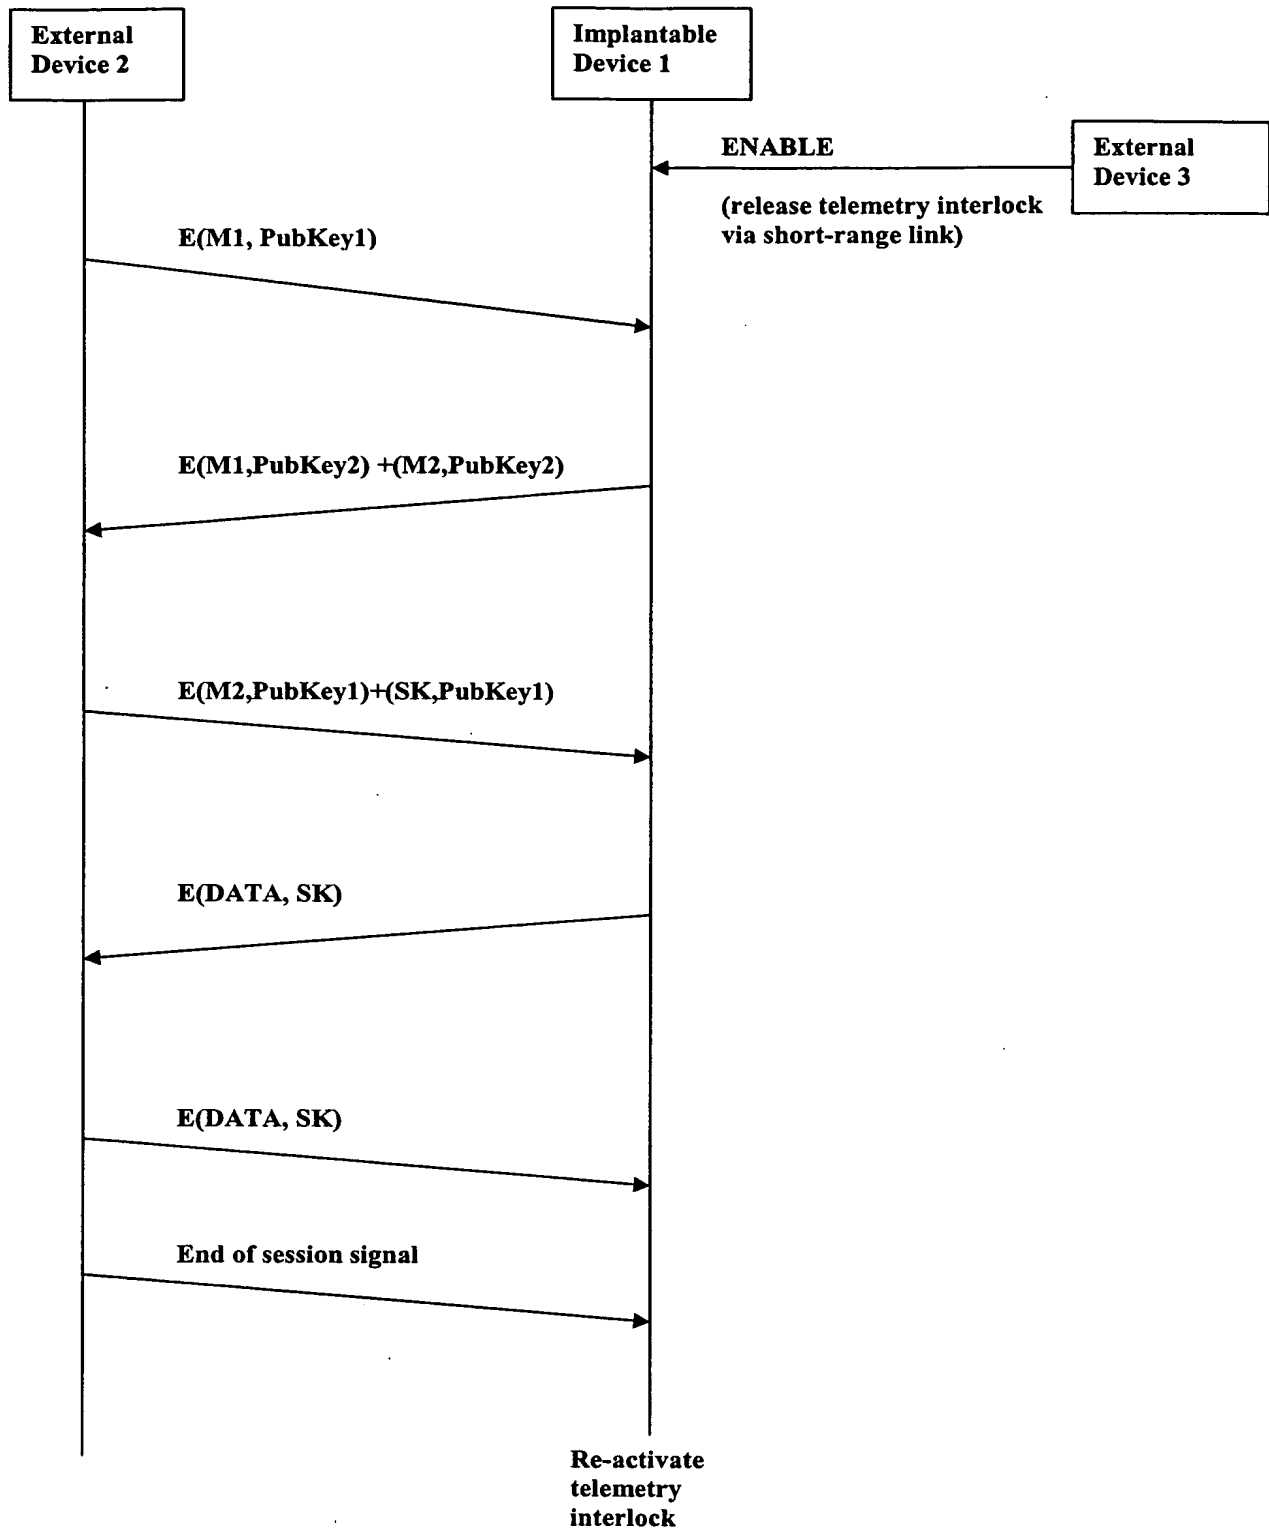 External
Device 2
Implantable
Device 1
ENABLE
External
Device 3
(release telemetry interlock
via short-range link)
E(M1, PubKey1)
E(M1,PubKey2) +(M2,PubKey2)
E(M2,PubKey1)+(SK,PubKey1)
E(DATA, SK)
E(DATA, SK)
End of session signal
Re-activate
telemetry
interlock